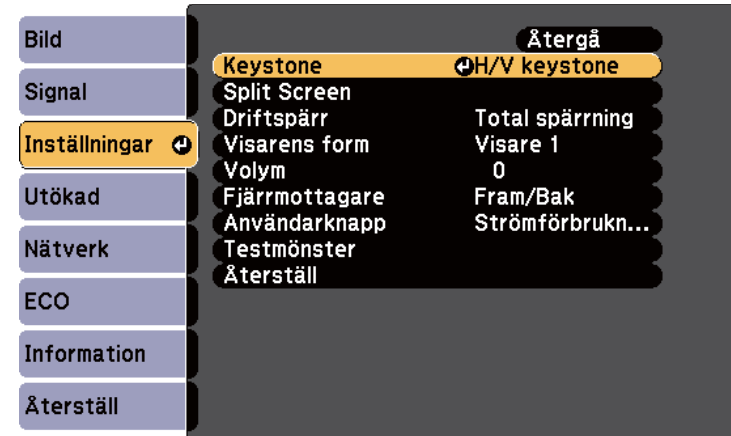 Bild
Signal
Inställningar
Utökad
Nätverk
ECO
Information
Återställ
Återgå
Keystone H/V keystone
Split Screen
Driftspärr Total spärrning
Visarens form Visare 1
Volym 0
Fjärrmottagare Fram/Bak
Användarknapp Strömförbrukn...
Testmönster
Återställ